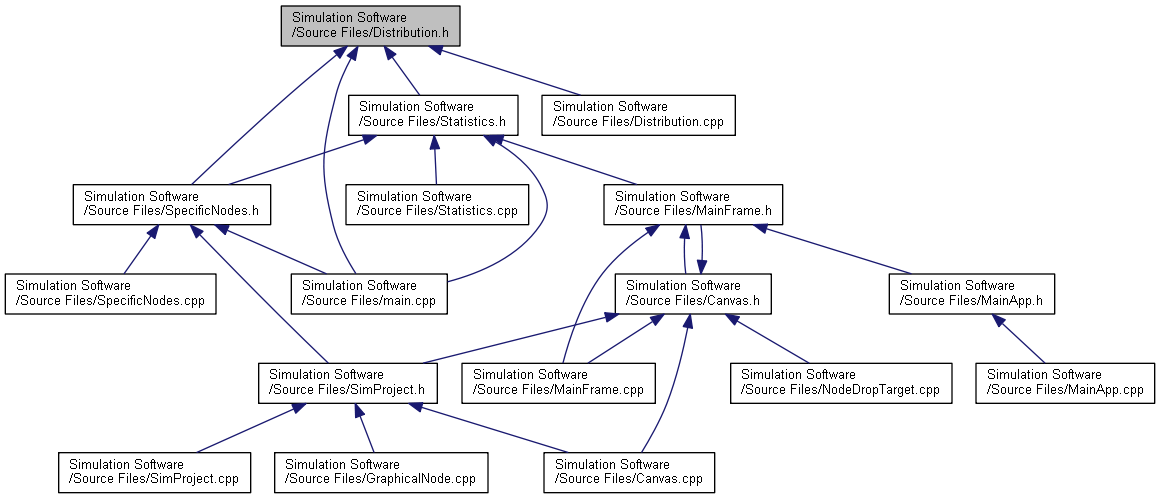 Simulation Software
/Source Files/Distribution.h
Simulation Software
/Source Files/Statistics.h
Simulation Software
/Source Files/Distribution.cpp
Simulation Software
/Source Files/SpecificNodes.h
Simulation Software
/Source Files/Statistics.cpp
Simulation Software
/Source Files/MainFrame.h
Simulation Software
/Source Files/SpecificNodes.cpp
Simulation Software
/Source Files/main.cpp
Simulation Software
/Source Files/Canvas.h
Simulation Software
/Source Files/MainApp.h
Simulation Software
/Source Files/SimProject.h
Simulation Software
/Source Files/MainFrame.cpp
Simulation Software
/Source Files/NodeDropTarget.cpp
Simulation Software
/Source Files/MainApp.cpp
Simulation Software
/Source Files/SimProject.cpp
Simulation Software
/Source Files/GraphicalNode.cpp
Simulation Software
/Source Files/Canvas.cpp